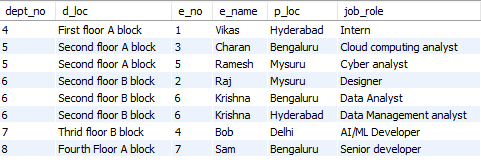 dept_no d_loc e_no e_name p_loc job_role
4 First floor A block 1 Vikas Hyderabad Intern
5 Second floor A block 3 Charan Bengaluru Cloud computing analyst
5 Second floor A block 5 Ramesh Mysuru Cyber analyst
6 Second floor B block 2 Raj Mysuru Designer
6 Second floor B block 6 Krishna Bengaluru Data Analyst
6 Second floor B block 6 Krishna Hyderabad Data Management analyst
7 Thrid floor B block 4 Bob Delhi AI/ML Developer
8 Fourth Floor A block 7 Sam Bengaluru Senior developer